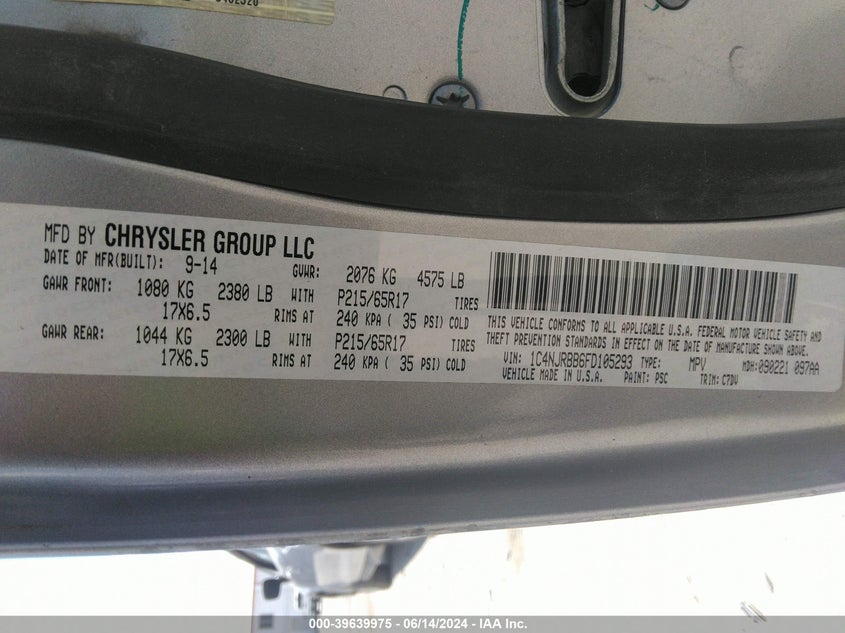 MFD BY CHRYSLER GROUP LLC
DATE OF MFR(BUILT): 9-14 GVWR: 2076 KG 4575 LB
GAWR FRONT: 1080 KG 2380 LB WITH P215/65R17 TIRES
17X6.5 RIMS AT 240 KPA ( 35 PSI) COLD
GAWR REAR: 1044 KG 2300 LB WITH P215/65R17 TIRES
17X6.5 RIMS AT 240 KPA ( 35 PSI) COLD
THIS VEHICLE CONFORMS TO ALL APPLICABLE U.S.A. FEDERAL MOTOR VEHICLE SAFETY AND
THEFT PREVENTION STANDARDS IN EFFECT ON THE DATE OF MANUFACTURE SHOWN ABOVE.
VIN: 1C4NJRBB6FD105293 TYPE: MPV MDH:090221 097AA
VEHICLE MADE IN U.S.A. PAINT: PSC TRIM: C7DV
000-39639975 - 06/14/2024 - IAA Inc.